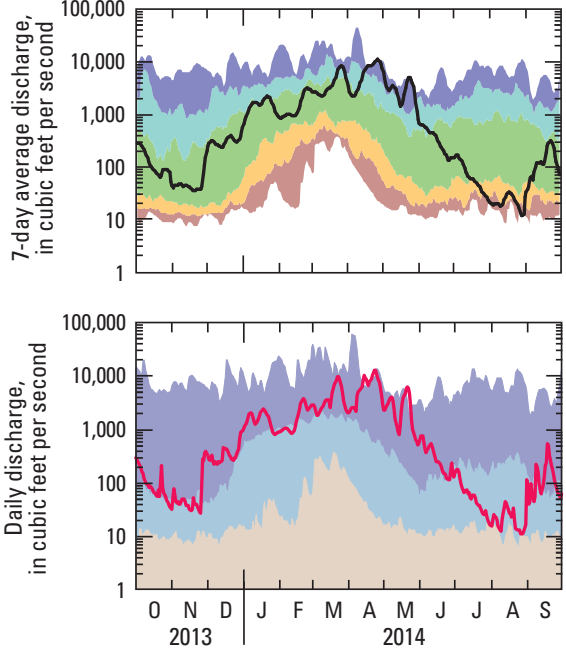 7-day average discharge,
in cubic feet per second
100,000
10,000
1,000
100
10
1
Daily discharge,
in cubic feet per second
100,000
10,000
1,000
100
10
1
O N D J F M A M J J A S
2013 2014